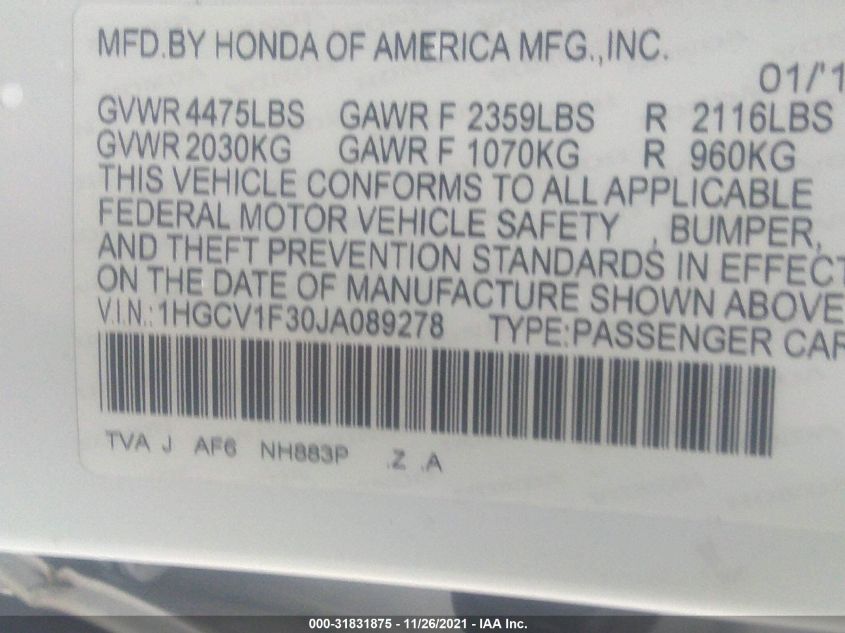 MFD.BY HONDA OF AMERICA MFG.,INC.
01/'1
GVWR 4475LBS GAWR F 2359LBS R 2116LBS
GVWR 2030KG GAWR F 1070KG R 960KG
THIS VEHICLE CONFORMS TO ALL APPLICABLE
FEDERAL MOTOR VEHICLE SAFETY , BUMPER,
AND THEFT PREVENTION STANDARDS IN EFFECT
ON THE DATE OF MANUFACTURE SHOWN ABOVE
V.I.N.: 1HGCV1F30JA089278 TYPE:PASSENGER CAR
TVA J AF6 NH883P .Z .A
000-31831875 - 11/26/2021 - IAA Inc.